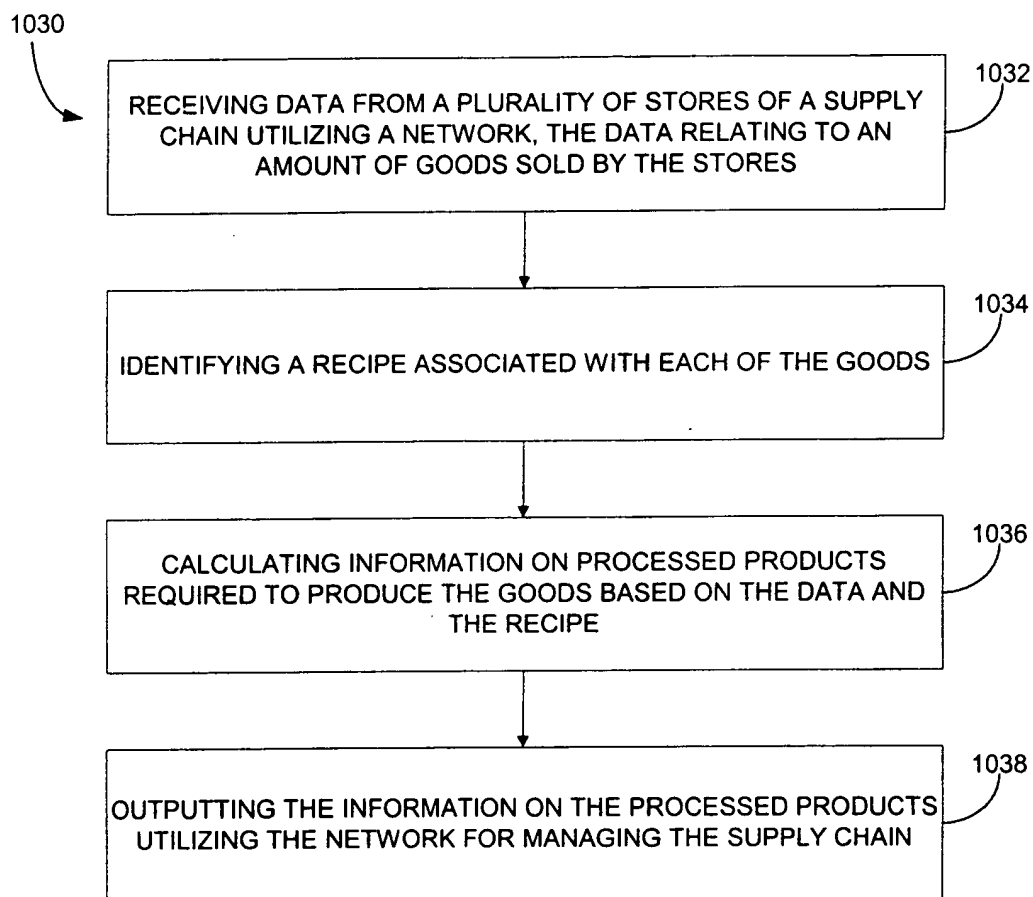 1030
1032
RECEIVING DATA FROM A PLURALITY OF STORES OF A SUPPLY
CHAIN UTILIZING A NETWORK, THE DATA RELATING TO AN
AMOUNT OF GOODS SOLD BY THE STORES
1034
IDENTIFYING A RECIPE ASSOCIATED WITH EACH OF THE GOODS
1036
CALCULATING INFORMATION ON PROCESSED PRODUCTS
REQUIRED TO PRODUCE THE GOODS BASED ON THE DATA AND
THE RECIPE
1038
OUTPUTTING THE INFORMATION ON THE PROCESSED PRODUCTS
UTILIZING THE NETWORK FOR MANAGING THE SUPPLY CHAIN